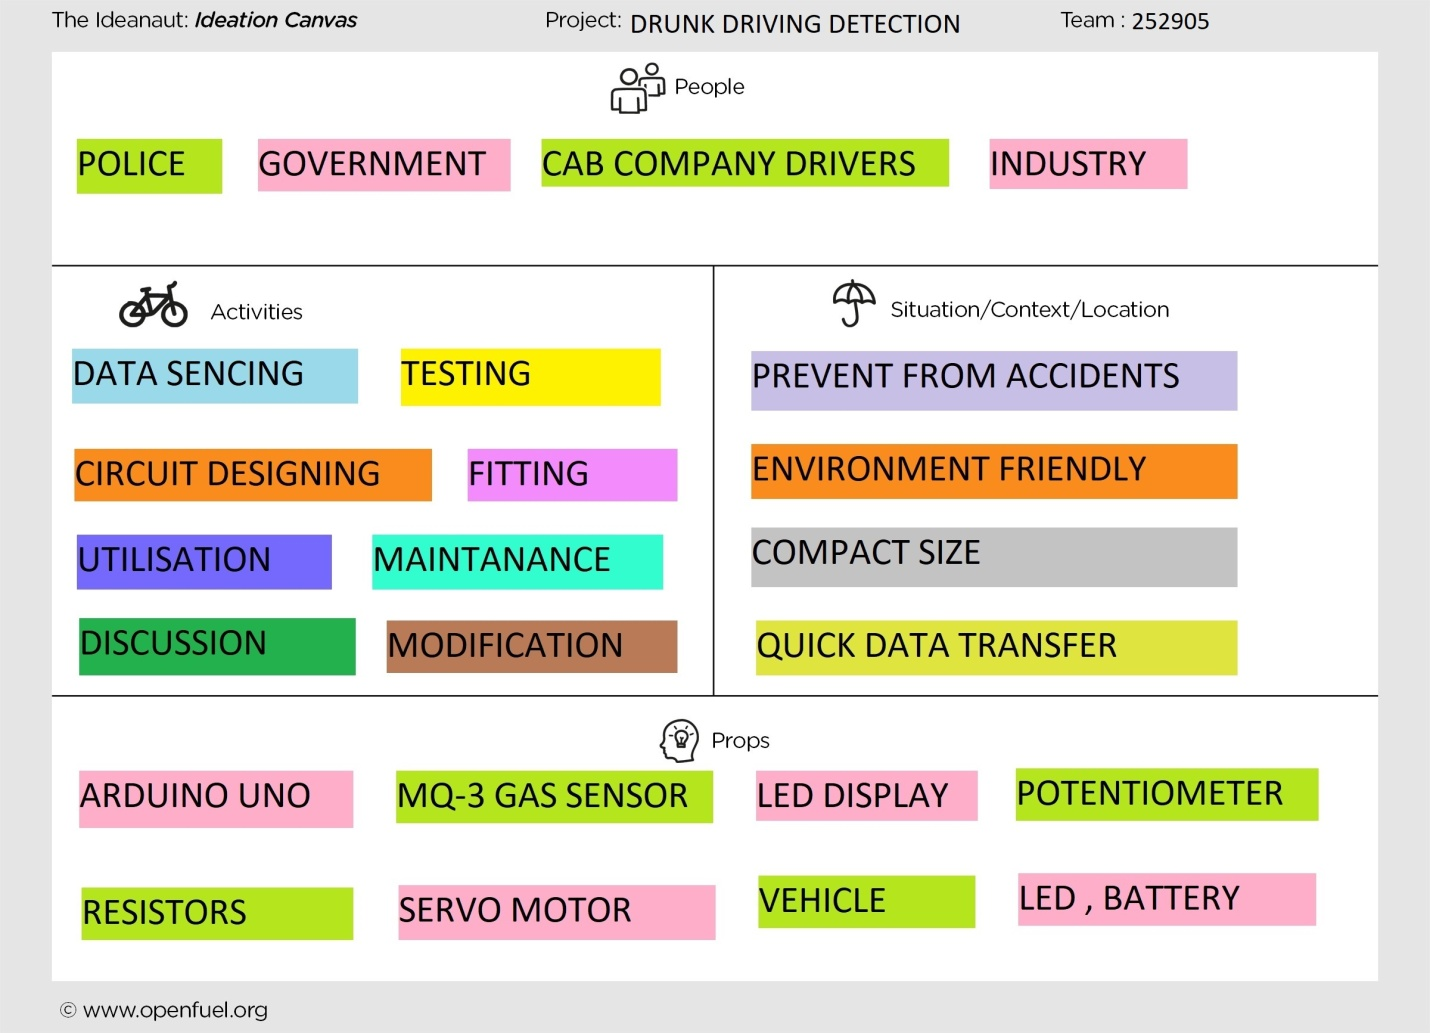 The Ideanaut: Ideation Canvas Project: DRUNK DRIVING DETECTION Team : 252905
People
POLICE GOVERNMENT CAB COMPANY DRIVERS INDUSTRY
Activities
DATA SENCING TESTING
CIRCUIT DESIGNING FITTING
UTILISATION MAINTANANCE
DISCUSSION MODIFICATION
Situation/Context/Location
PREVENT FROM ACCIDENTS
ENVIRONMENT FRIENDLY
COMPACT SIZE
QUICK DATA TRANSFER
Props
ARDUINO UNO MQ-3 GAS SENSOR LED DISPLAY POTENTIOMETER
RESISTORS SERVO MOTOR VEHICLE LED , BATTERY
© www.openfuel.org